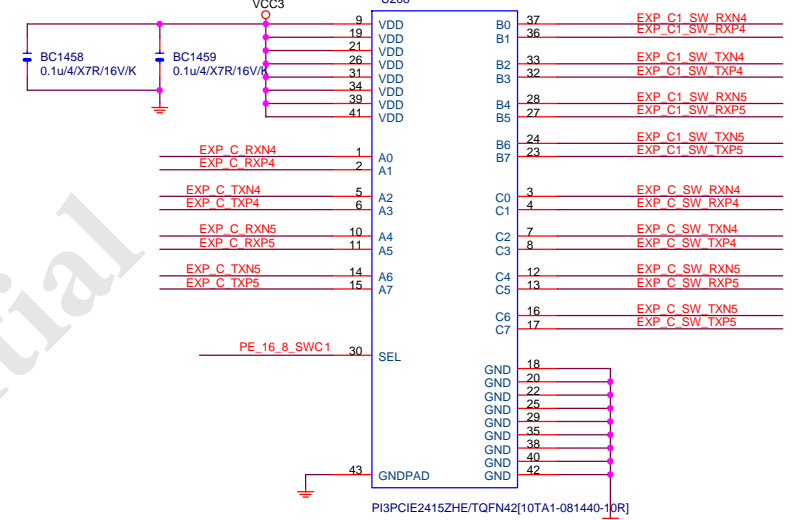 VCC3
BC1458
0.1u/4/X7R/16V/K
BC1459
0.1u/4/X7R/16V/K
9 VDD
19 VDD
21 VDD
26 VDD
31 VDD
34 VDD
39 VDD
41 VDD
EXP_C_RXN4 1 A0
EXP_C_RXP4 2 A1
EXP_C_TXN4 5 A2
EXP_C_TXP4 6 A3
EXP_C_RXN5 10 A4
EXP_C_RXP5 11 A5
EXP_C_TXN5 14 A6
EXP_C_TXP5 15 A7
PE_16_8_SWC1 30 SEL
43 GNDPAD
B0 37 EXP_C1_SW_RXN4
B1 36 EXP_C1_SW_RXP4
B2 33 EXP_C1_SW_TXN4
B3 32 EXP_C1_SW_TXP4
B4 28 EXP_C1_SW_RXN5
B5 27 EXP_C1_SW_RXP5
B6 24 EXP_C1_SW_TXN5
B7 23 EXP_C1_SW_TXP5
C0 3 EXP_C_SW_RXN4
C1 4 EXP_C_SW_RXP4
C2 7 EXP_C_SW_TXN4
C3 8 EXP_C_SW_TXP4
C4 12 EXP_C_SW_RXN5
C5 13 EXP_C_SW_RXP5
C6 16 EXP_C_SW_TXN5
C7 17 EXP_C_SW_TXP5
GND 18
GND 20
GND 22
GND 25
GND 29
GND 35
GND 38
GND 40
GND 42
PI3PCIE2415ZHE/TQFN42[10TA1-081440-10R]
tial